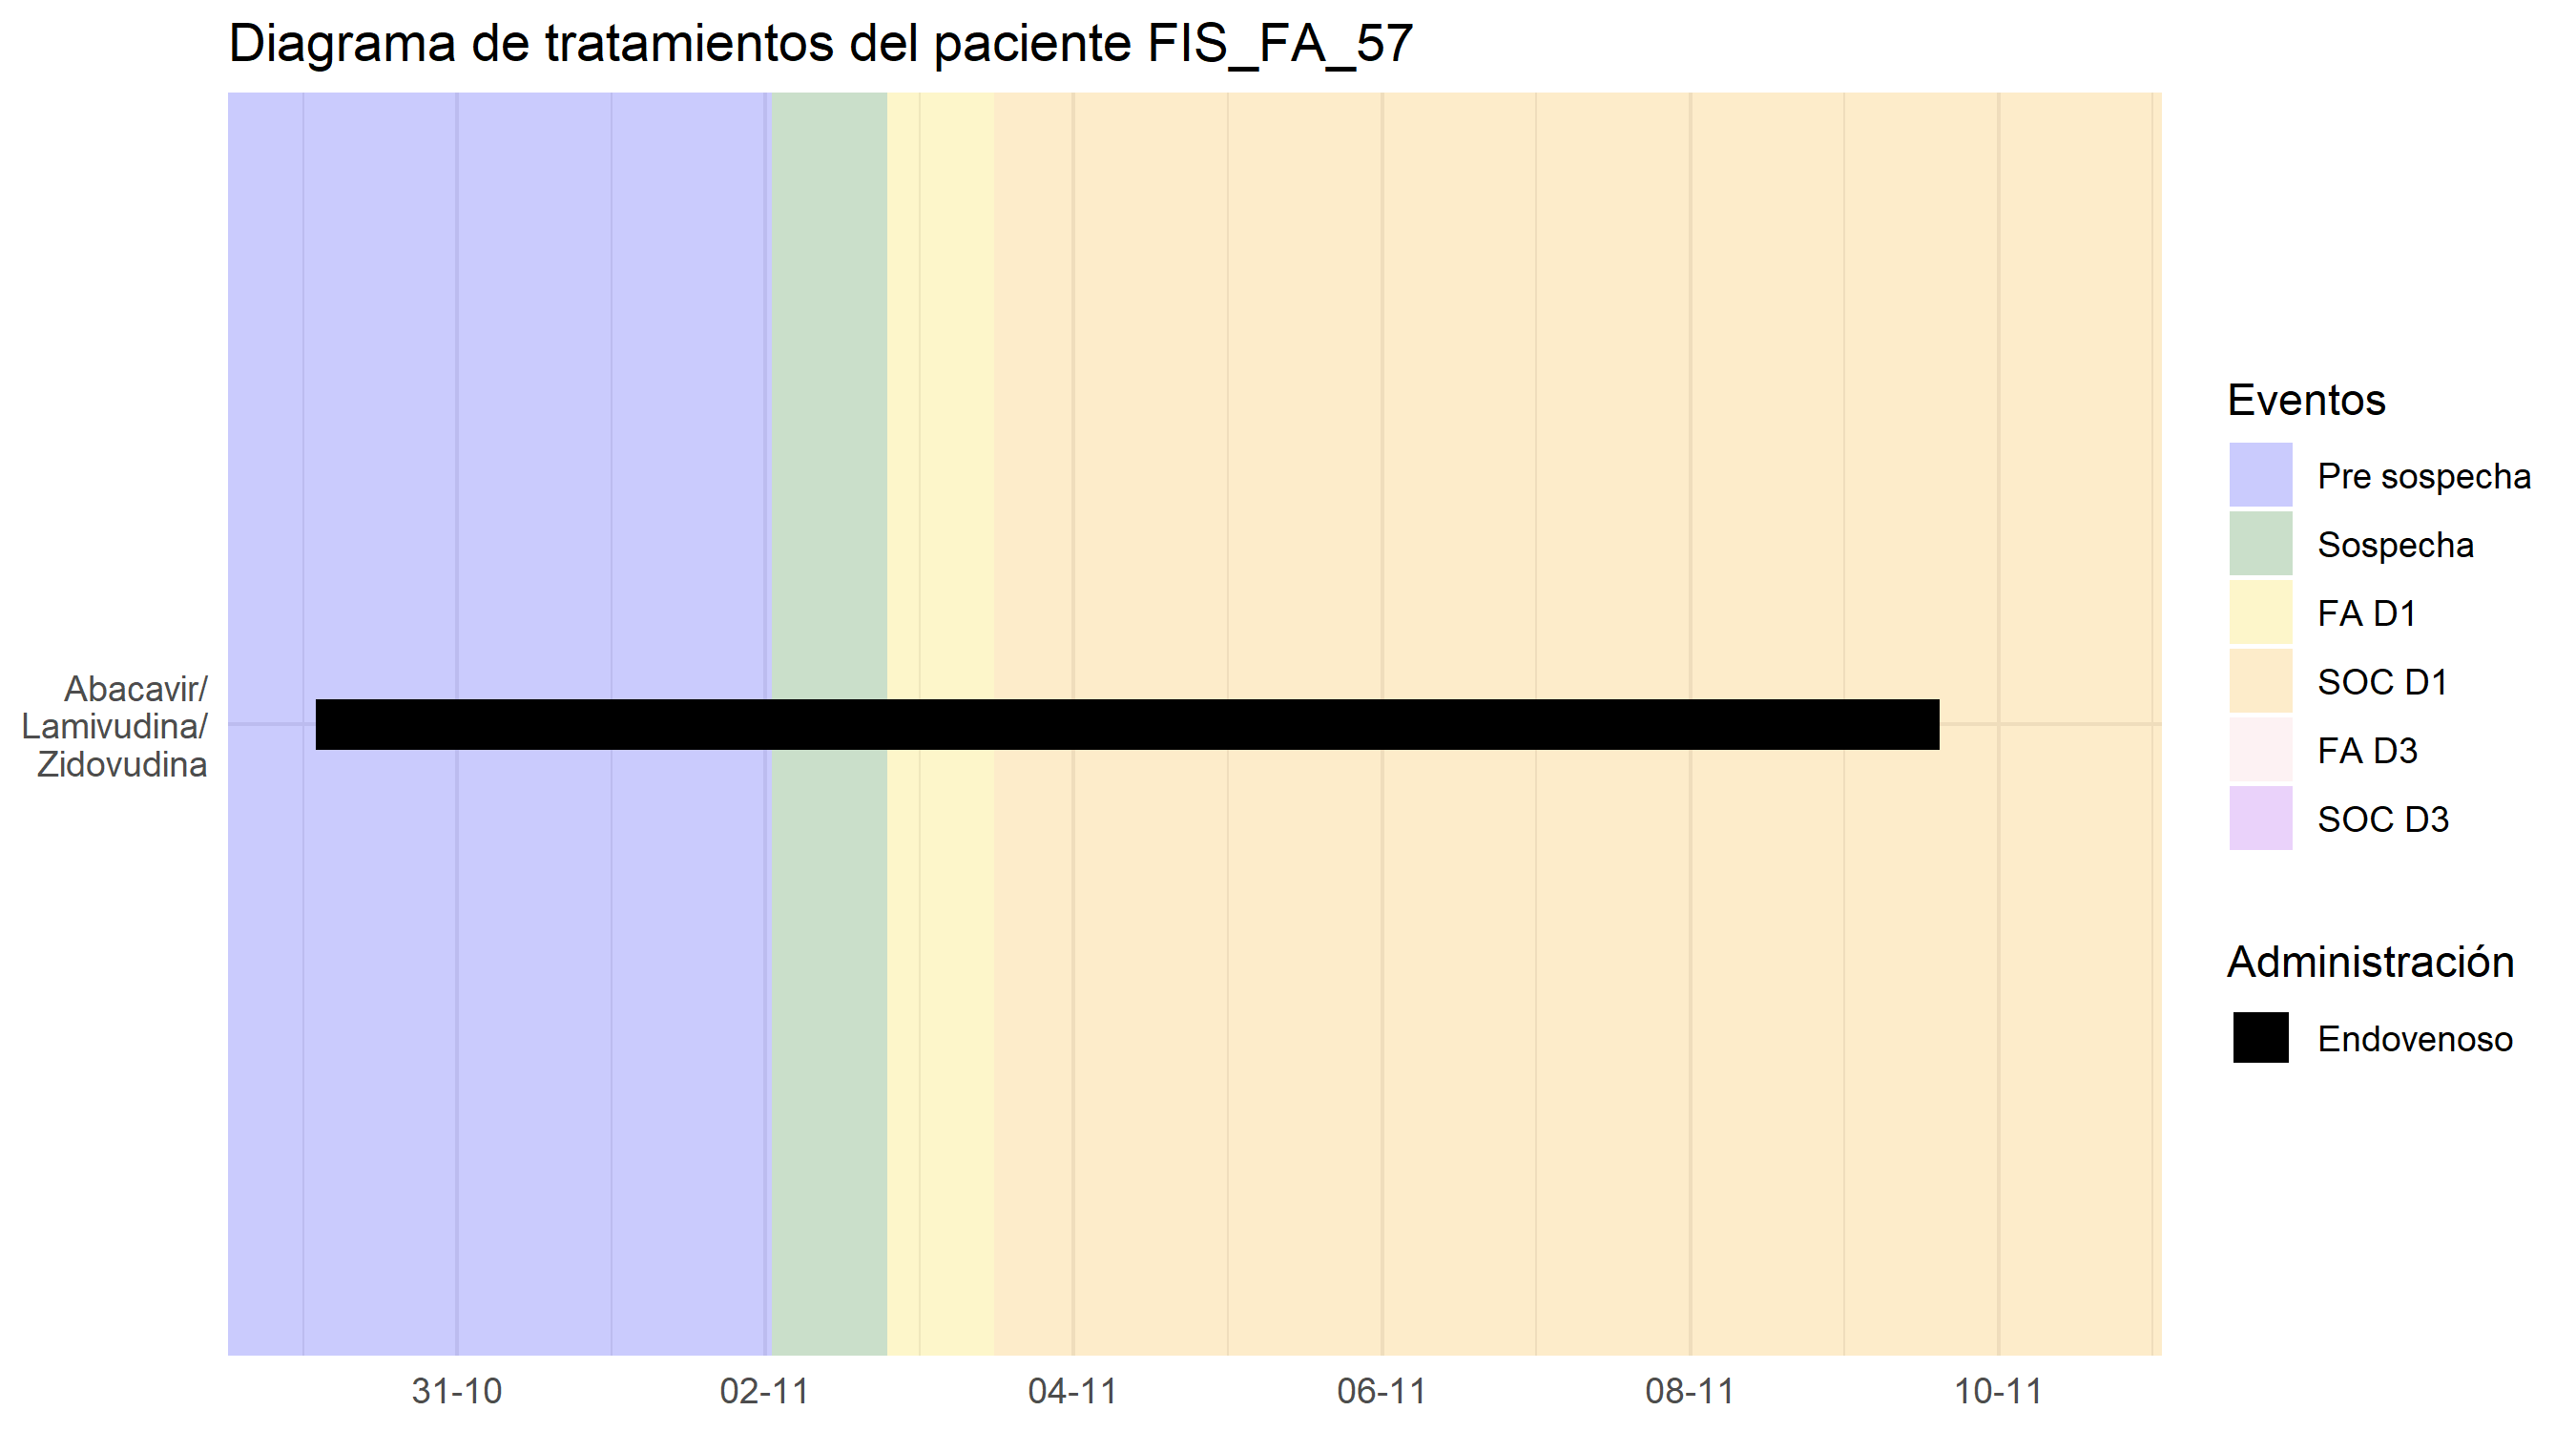 Diagrama de tratamientos del paciente FIS_FA_57
Abacavir/
Lamivudina/
Zidovudina
31-10
02-11
04-11
06-11
08-11
10-11
Eventos
Pre sospecha
Sospecha
FA D1
SOC D1
FA D3
SOC D3
Administración
Endovenoso